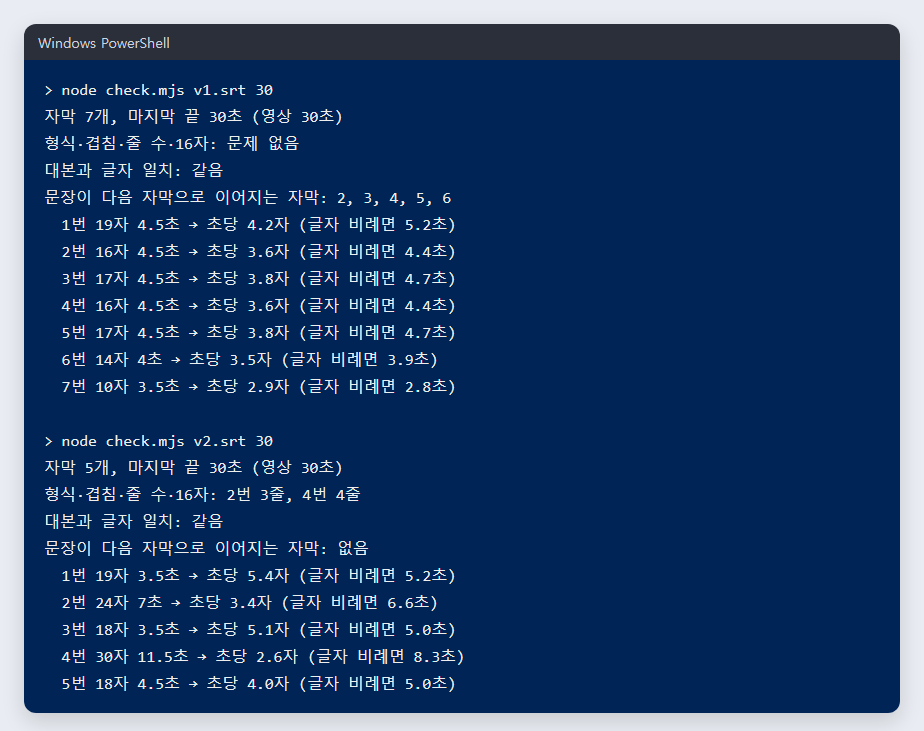 Windows PowerShell
> node check.mjs v1.srt 30
자막 7개, 마지막 끝 30초 (영상 30초)
형식·겹침·줄 수·16자: 문제 없음
대본과 글자 일치: 같음
문장이 다음 자막으로 이어지는 자막: 2, 3, 4, 5, 6
1번 19자 4.5초 → 초당 4.2자 (글자 비례면 5.2초)
2번 16자 4.5초 → 초당 3.6자 (글자 비례면 4.4초)
3번 17자 4.5초 → 초당 3.8자 (글자 비례면 4.7초)
4번 16자 4.5초 → 초당 3.6자 (글자 비례면 4.4초)
5번 17자 4.5초 → 초당 3.8자 (글자 비례면 4.7초)
6번 14자 4초 → 초당 3.5자 (글자 비례면 3.9초)
7번 10자 3.5초 → 초당 2.9자 (글자 비례면 2.8초)
> node check.mjs v2.srt 30
자막 5개, 마지막 끝 30초 (영상 30초)
형식·겹침·줄 수·16자: 2번 3줄, 4번 4줄
대본과 글자 일치: 같음
문장이 다음 자막으로 이어지는 자막: 없음
1번 19자 3.5초 → 초당 5.4자 (글자 비례면 5.2초)
2번 24자 7초 → 초당 3.4자 (글자 비례면 6.6초)
3번 18자 3.5초 → 초당 5.1자 (글자 비례면 5.0초)
4번 30자 11.5초 → 초당 2.6자 (글자 비례면 8.3초)
5번 18자 4.5초 → 초당 4.0자 (글자 비례면 5.0초)